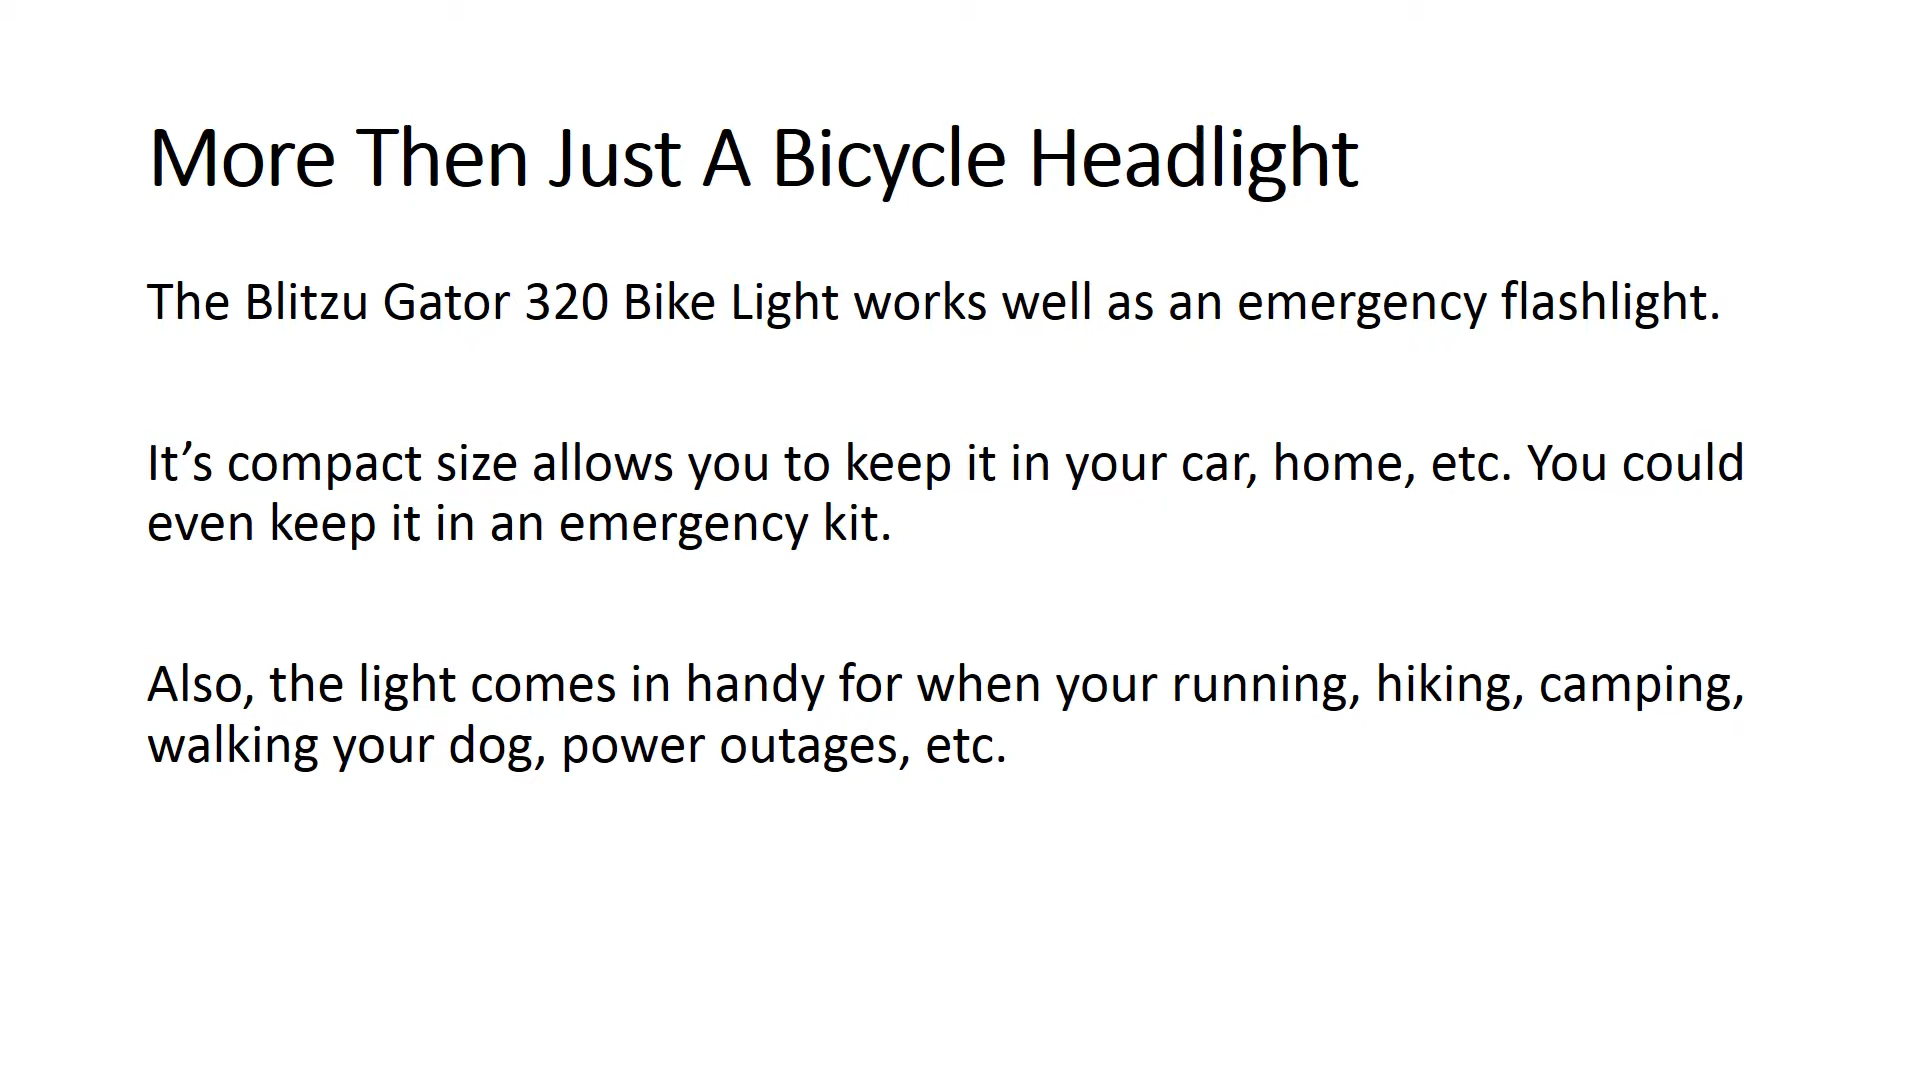 More Then Just A Bicycle Headlight
The Blitzu Gator 320 Bike Light works well as an emergency flashlight.
It’s compact size allows you to keep it in your car, home, etc. You could
even keep it in an emergency kit.
Also, the light comes in handy for when your running, hiking, camping,
walking your dog, power outages, etc.